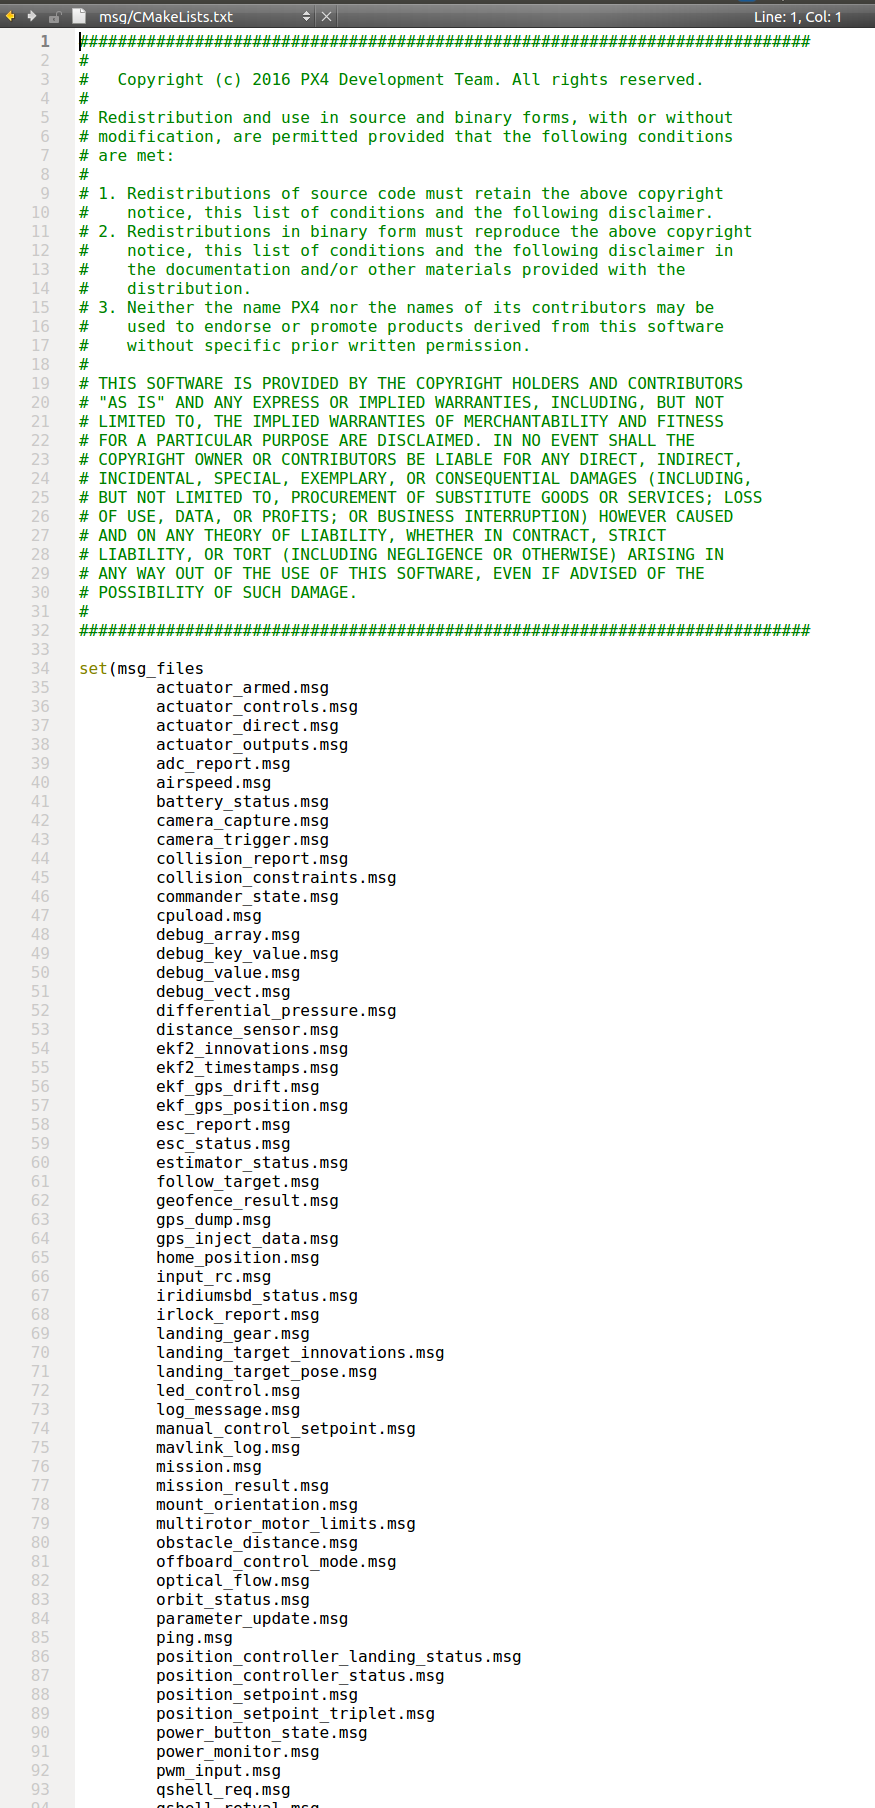 msg/CMakeLists.txt Line: 1, Col: 1
1 ############################################################################
2 #
3 #   Copyright (c) 2016 PX4 Development Team. All rights reserved.
4 #
5 # Redistribution and use in source and binary forms, with or without
6 # modification, are permitted provided that the following conditions
7 # are met:
8 #
9 # 1. Redistributions of source code must retain the above copyright
10 #    notice, this list of conditions and the following disclaimer.
11 # 2. Redistributions in binary form must reproduce the above copyright
12 #    notice, this list of conditions and the following disclaimer in
13 #    the documentation and/or other materials provided with the
14 #    distribution.
15 # 3. Neither the name PX4 nor the names of its contributors may be
16 #    used to endorse or promote products derived from this software
17 #    without specific prior written permission.
18 #
19 # THIS SOFTWARE IS PROVIDED BY THE COPYRIGHT HOLDERS AND CONTRIBUTORS
20 # "AS IS" AND ANY EXPRESS OR IMPLIED WARRANTIES, INCLUDING, BUT NOT
21 # LIMITED TO, THE IMPLIED WARRANTIES OF MERCHANTABILITY AND FITNESS
22 # FOR A PARTICULAR PURPOSE ARE DISCLAIMED. IN NO EVENT SHALL THE
23 # COPYRIGHT OWNER OR CONTRIBUTORS BE LIABLE FOR ANY DIRECT, INDIRECT,
24 # INCIDENTAL, SPECIAL, EXEMPLARY, OR CONSEQUENTIAL DAMAGES (INCLUDING,
25 # BUT NOT LIMITED TO, PROCUREMENT OF SUBSTITUTE GOODS OR SERVICES; LOSS
26 # OF USE, DATA, OR PROFITS; OR BUSINESS INTERRUPTION) HOWEVER CAUSED
27 # AND ON ANY THEORY OF LIABILITY, WHETHER IN CONTRACT, STRICT
28 # LIABILITY, OR TORT (INCLUDING NEGLIGENCE OR OTHERWISE) ARISING IN
29 # ANY WAY OUT OF THE USE OF THIS SOFTWARE, EVEN IF ADVISED OF THE
30 # POSSIBILITY OF SUCH DAMAGE.
31 #
32 ############################################################################
33
34 set(msg_files
35         actuator_armed.msg
36         actuator_controls.msg
37         actuator_direct.msg
38         actuator_outputs.msg
39         adc_report.msg
40         airspeed.msg
41         battery_status.msg
42         camera_capture.msg
43         camera_trigger.msg
44         collision_report.msg
45         collision_constraints.msg
46         commander_state.msg
47         cpuload.msg
48         debug_array.msg
49         debug_key_value.msg
50         debug_value.msg
51         debug_vect.msg
52         differential_pressure.msg
53         distance_sensor.msg
54         ekf2_innovations.msg
55         ekf2_timestamps.msg
56         ekf_gps_drift.msg
57         ekf_gps_position.msg
58         esc_report.msg
59         esc_status.msg
60         estimator_status.msg
61         follow_target.msg
62         geofence_result.msg
63         gps_dump.msg
64         gps_inject_data.msg
65         home_position.msg
66         input_rc.msg
67         iridiumsbd_status.msg
68         irlock_report.msg
69         landing_gear.msg
70         landing_target_innovations.msg
71         landing_target_pose.msg
72         led_control.msg
73         log_message.msg
74         manual_control_setpoint.msg
75         mavlink_log.msg
76         mission.msg
77         mission_result.msg
78         mount_orientation.msg
79         multirotor_motor_limits.msg
80         obstacle_distance.msg
81         offboard_control_mode.msg
82         optical_flow.msg
83         orbit_status.msg
84         parameter_update.msg
85         ping.msg
86         position_controller_landing_status.msg
87         position_controller_status.msg
88         position_setpoint.msg
89         position_setpoint_triplet.msg
90         power_button_state.msg
91         power_monitor.msg
92         pwm_input.msg
93         qshell_req.msg
94         qshell_retval.msg